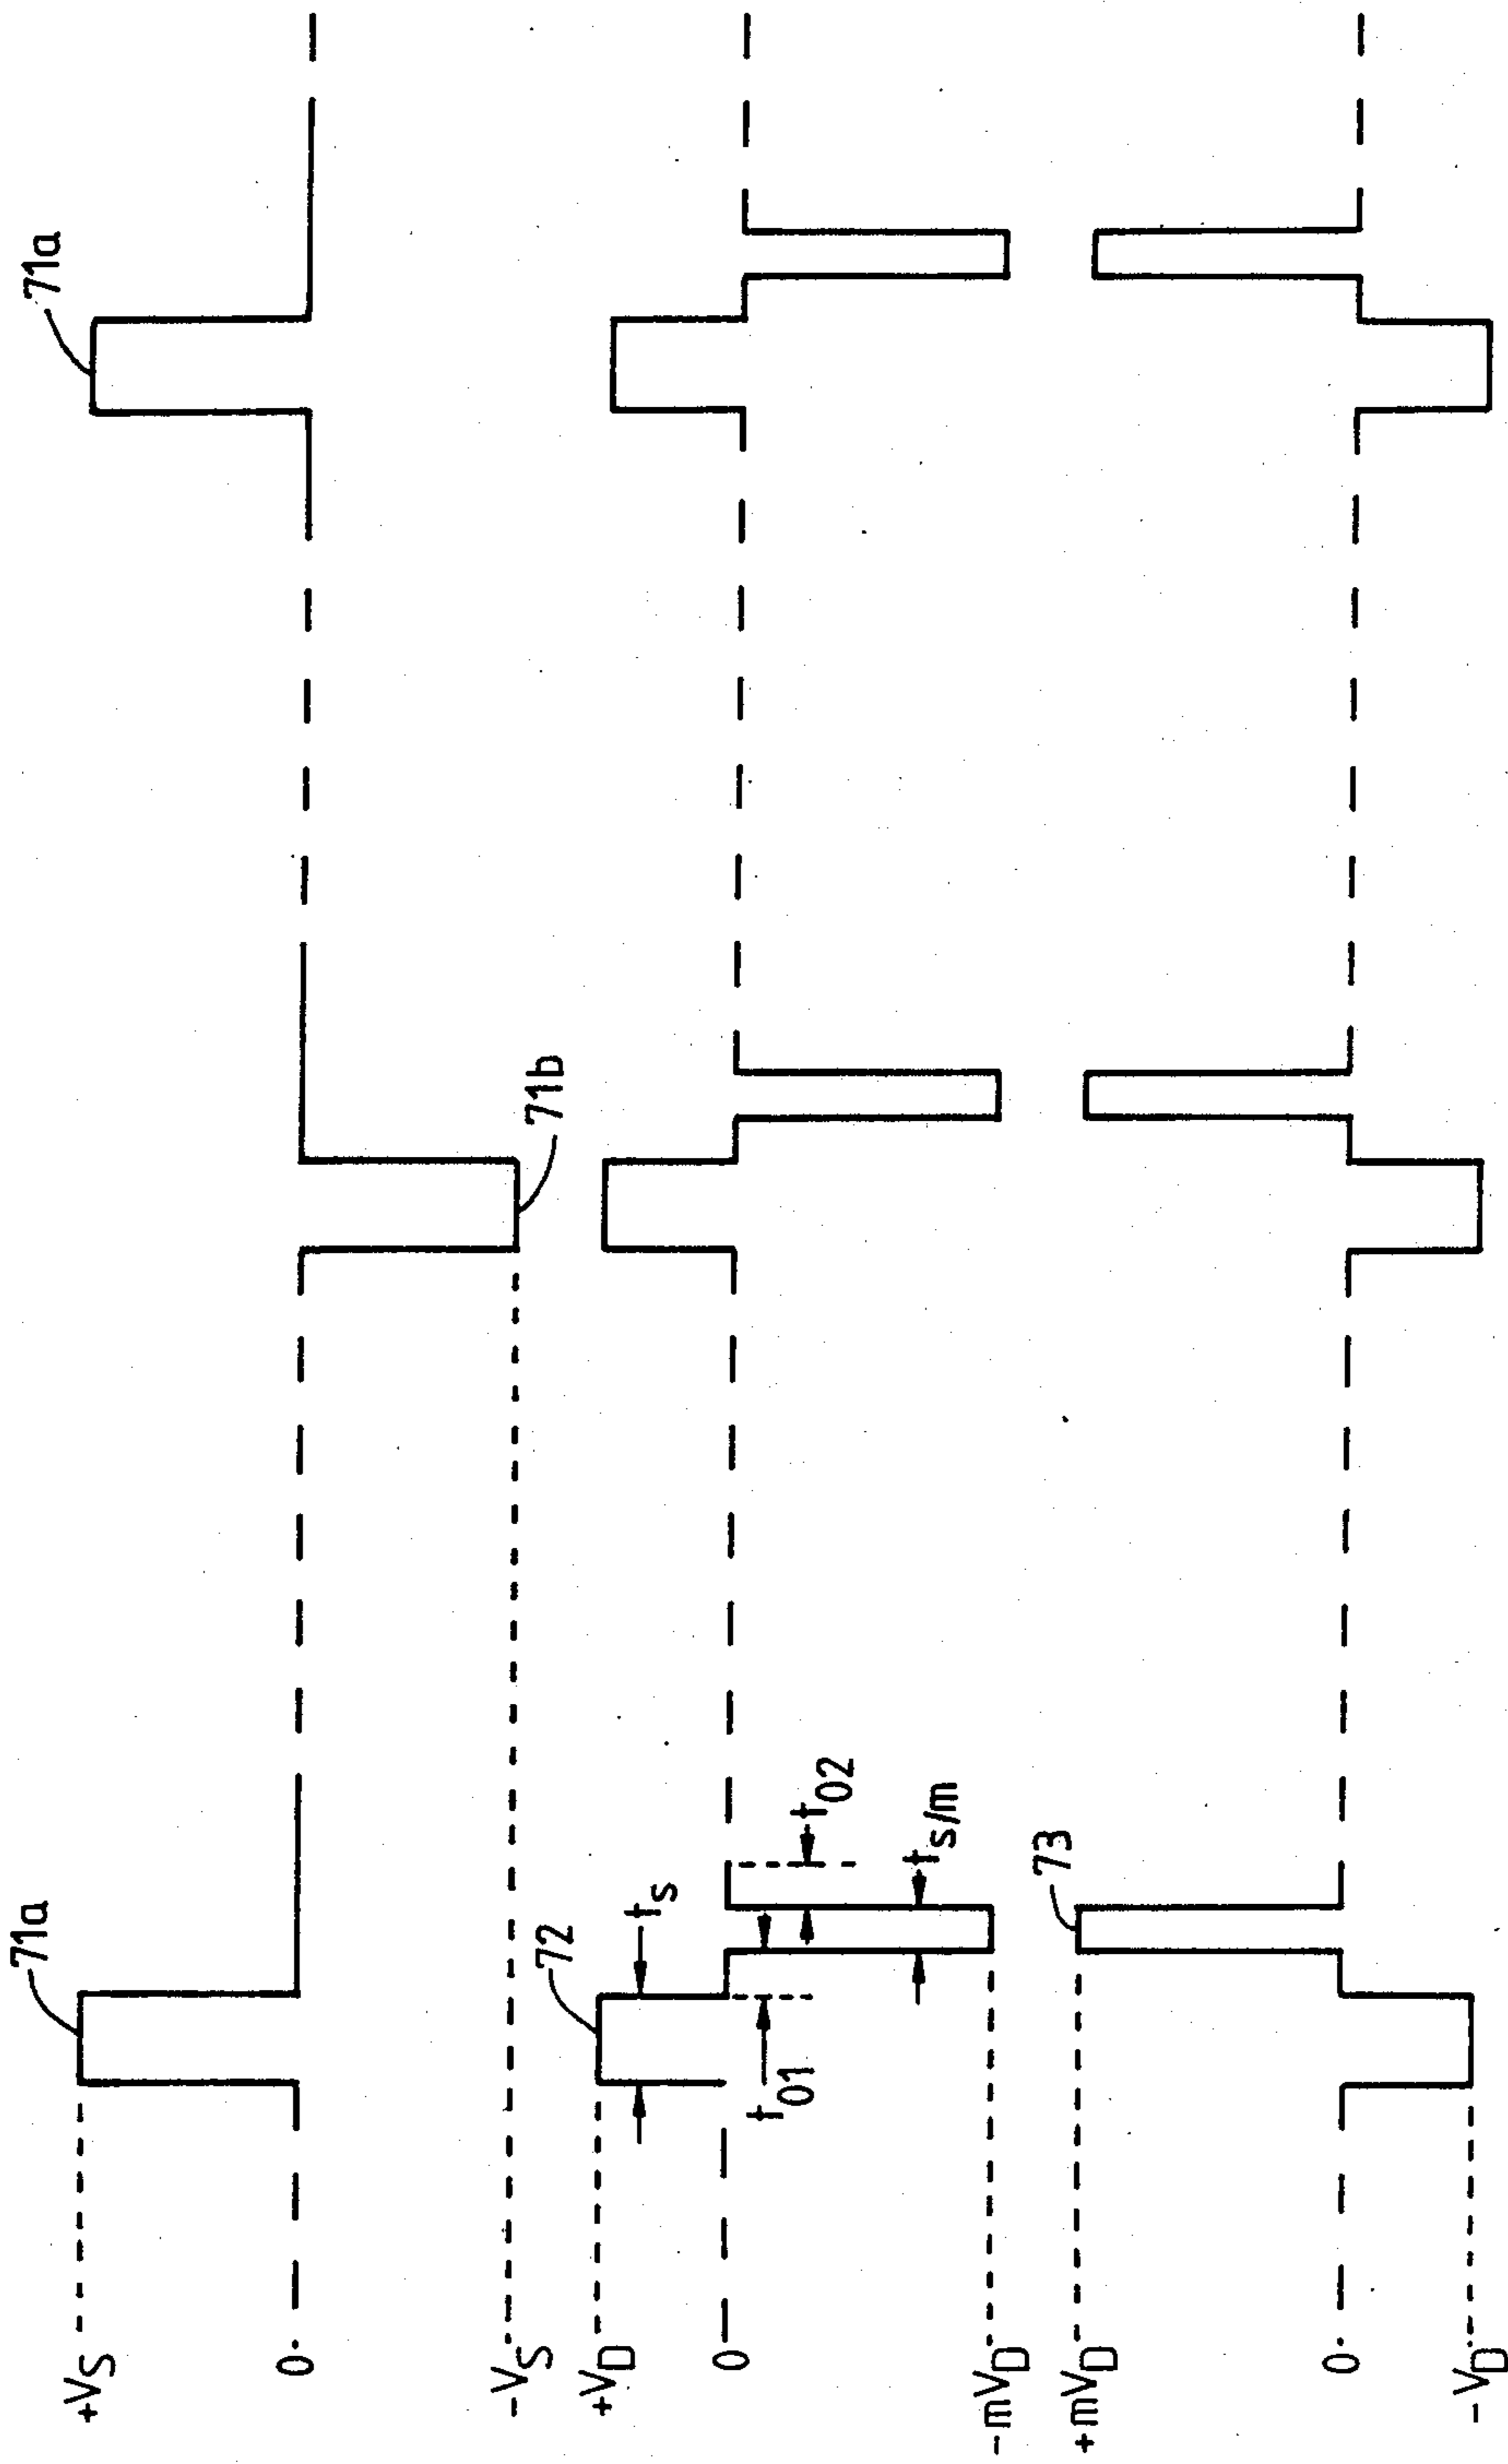 71a
71a
+V_S
0
71b
-V_S
+V_D
72
t_s
0
t_01
t_02
t_s/m
-mV_D
+mV_D
73
0
-V_D